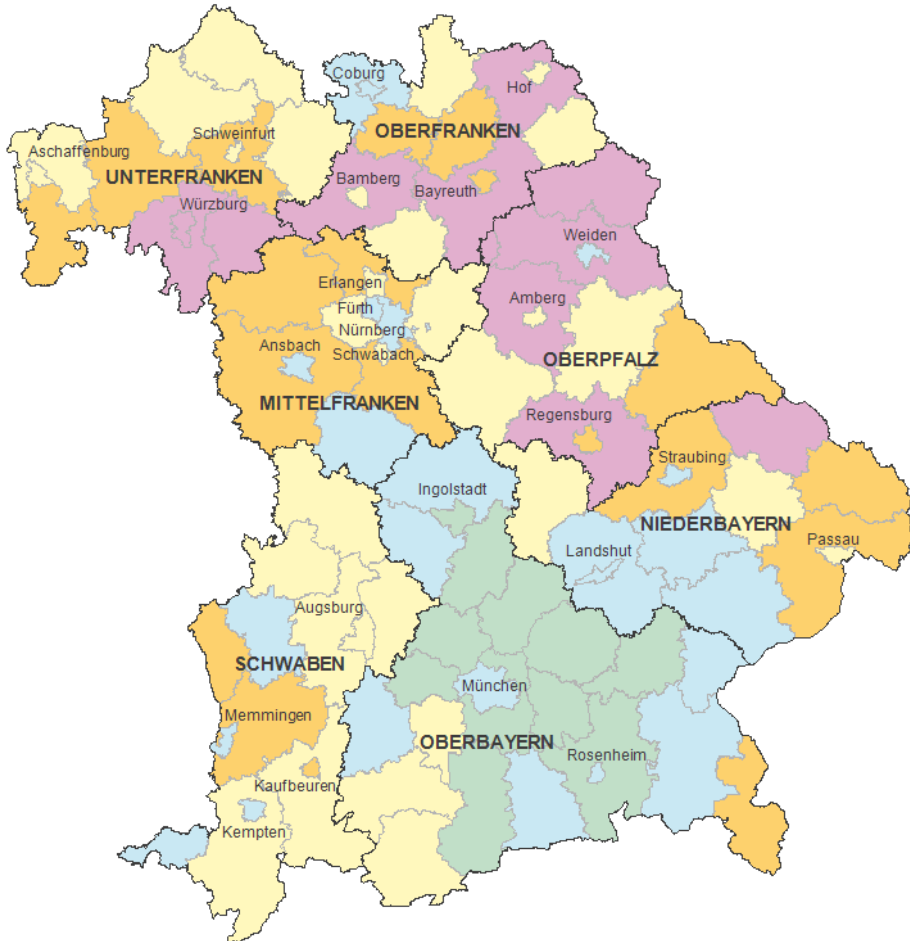 Coburg
Hof
OBERFRANKEN
Schweinfurt
Aschaffenburg
UNTERFRANKEN
Bamberg
Bayreuth
Würzburg
Weiden
Erlangen
Amberg
Fürth
Nürnberg
Ansbach
Schwabach
OBERPFALZ
MITTELFRANKEN
Regensburg
Straubing
Ingolstadt
NIEDERBAYERN
Passau
Landshut
Augsburg
SCHWABEN
München
Memmingen
OBERBAYERN
Rosenheim
Kaufbeuren
Kempten